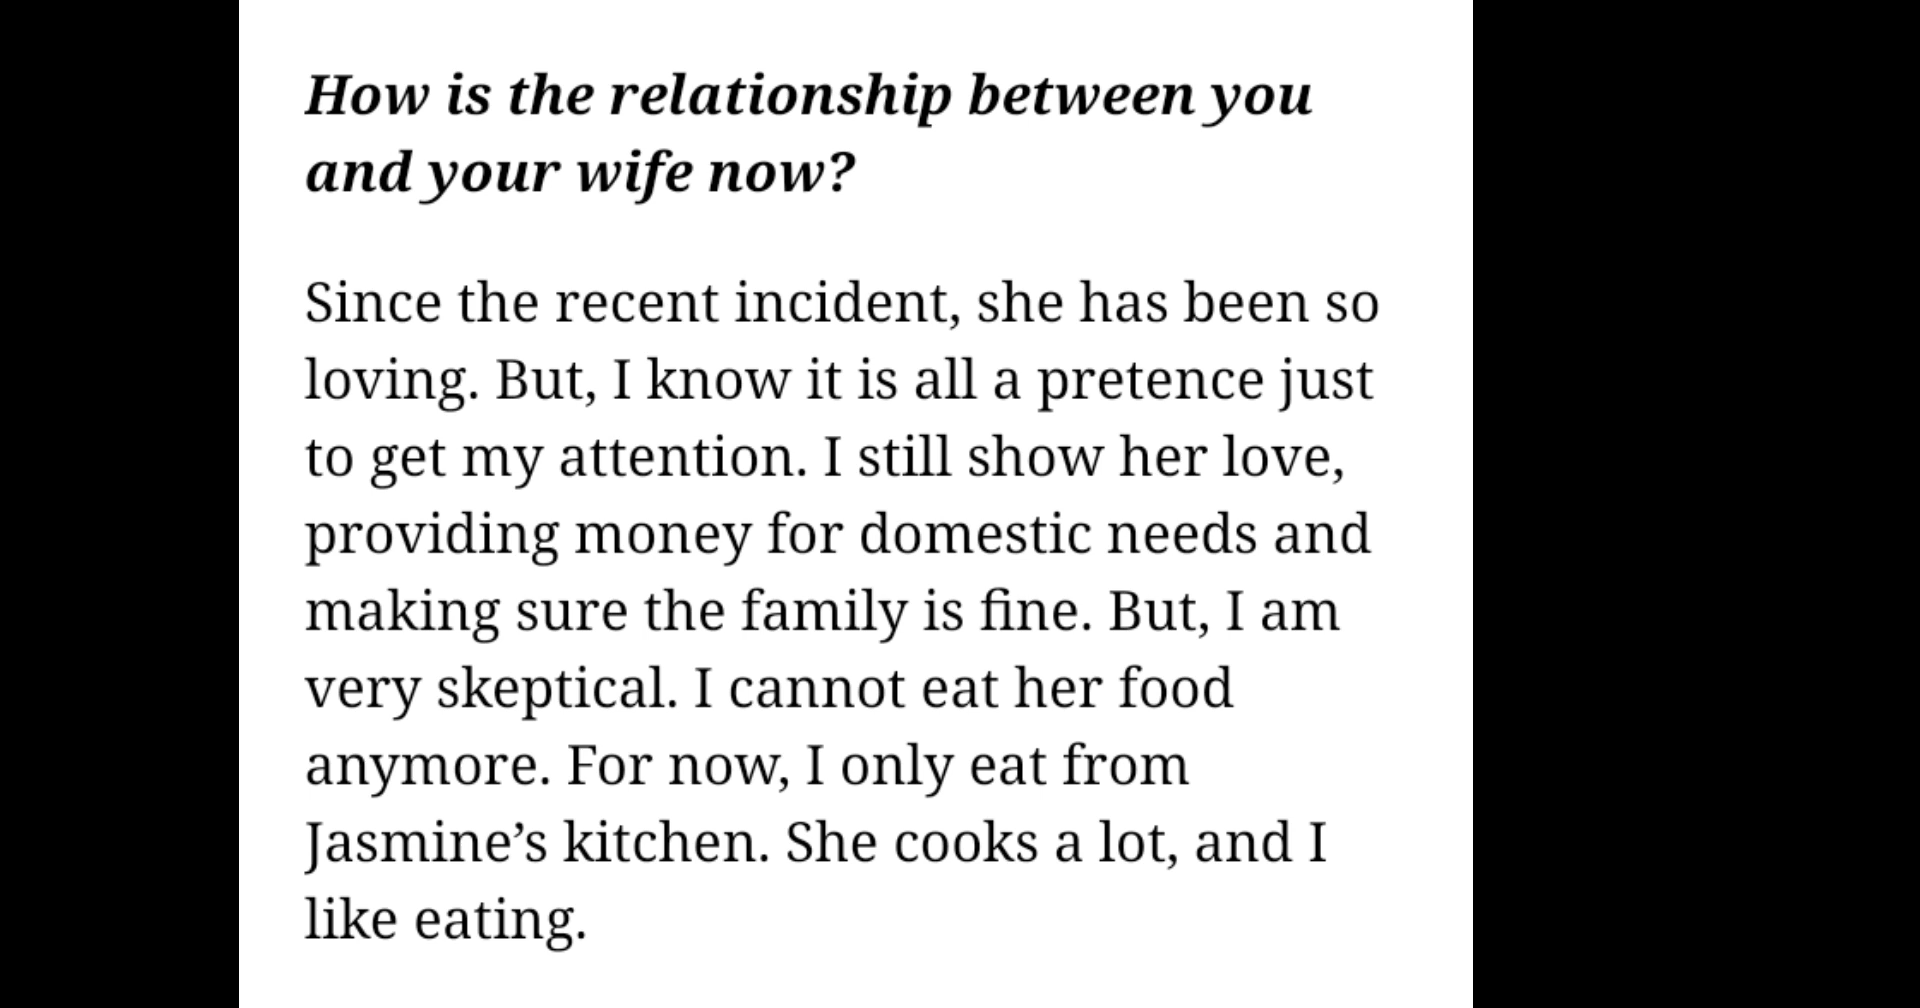 How is the relationship between you
and your wife now?
Since the recent incident, she has been so
loving. But, I know it is all a pretence just
to get my attention. I still show her love,
providing money for domestic needs and
making sure the family is fine. But, I am
very skeptical. I cannot eat her food
anymore. For now, I only eat from
Jasmine’s kitchen. She cooks a lot, and I
like eating.